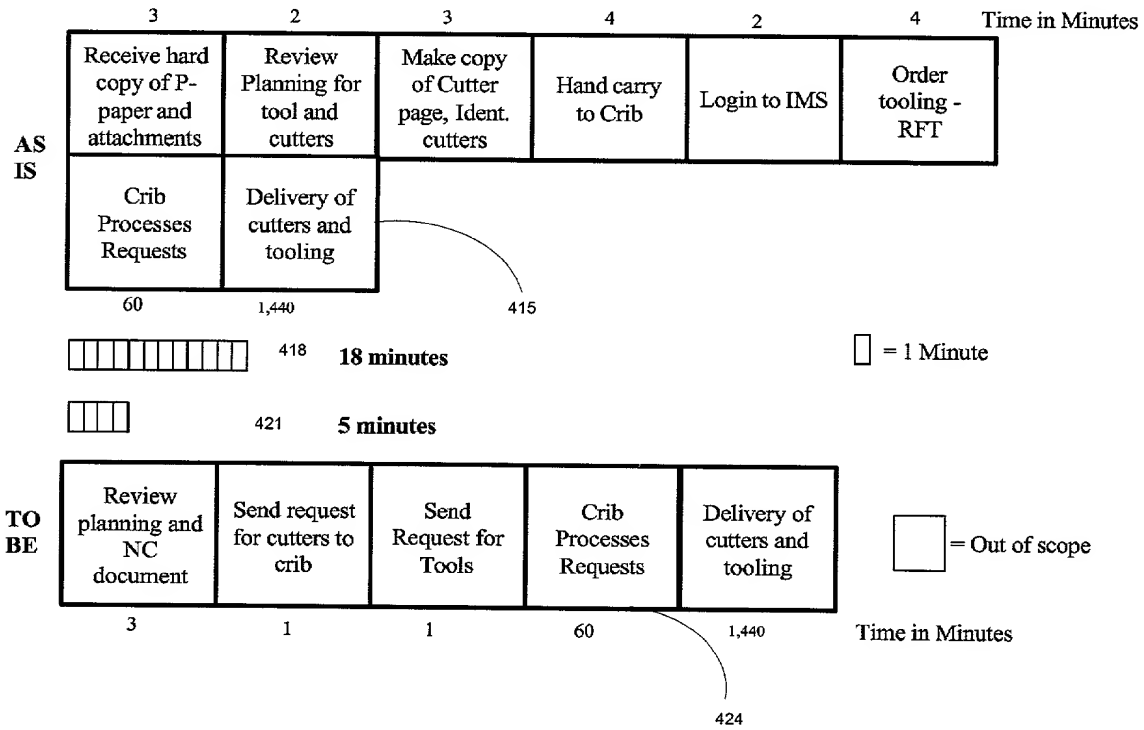 3 2 3 4 2 4 Time in Minutes
AS
IS
Receive hard
copy of P-
paper and
attachments
Review
Planning for
tool and
cutters
Make copy
of Cutter
page, Ident.
cutters
Hand carry
to Crib
Login to IMS
Order
tooling -
RFT
Crib
Processes
Requests
Delivery of
cutters and
tooling
60 1,440 415
418 18 minutes = 1 Minute
421 5 minutes
TO
BE
Review
planning and
NC
document
Send request
for cutters to
crib
Send
Request for
Tools
Crib
Processes
Requests
Delivery of
cutters and
tooling
= Out of scope
3 1 1 60 1,440 Time in Minutes
424